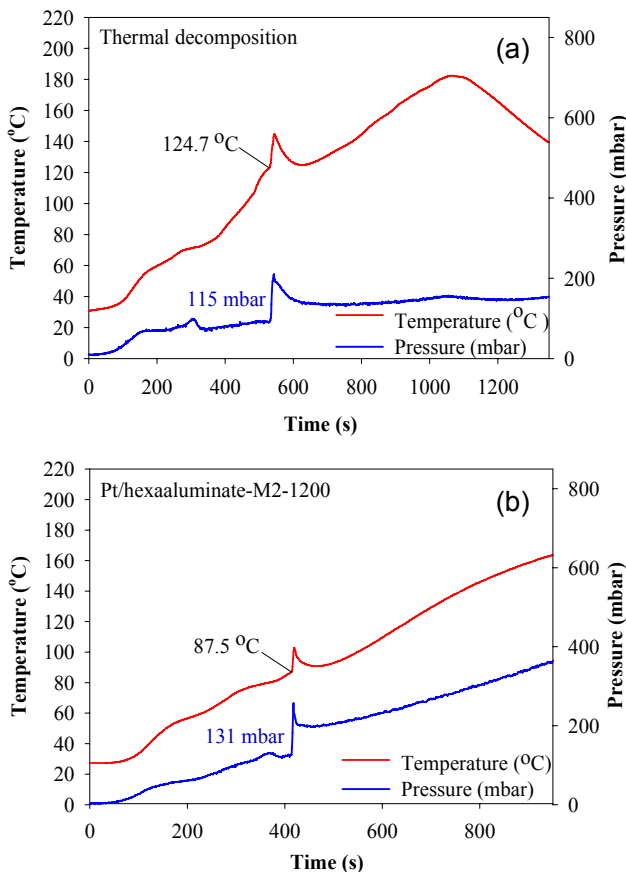 Thermal decomposition
(a)
220
200
180
160
140
120
100
80
60
40
20
0
Temperature (°C)
800
600
400
200
0
Pressure (mbar)
124.7 °C
115 mbar
Temperature (°C )
Pressure (mbar)
0 200 400 600 800 1000 1200
Time (s)
Pt/hexaaluminate-M2-1200
(b)
220
200
180
160
140
120
100
80
60
40
20
0
Temperature (°C)
800
600
400
200
0
Pressure (mbar)
87.5 °C
131 mbar
Temperature (°C)
Pressure (mbar)
0 200 400 600 800
Time (s)